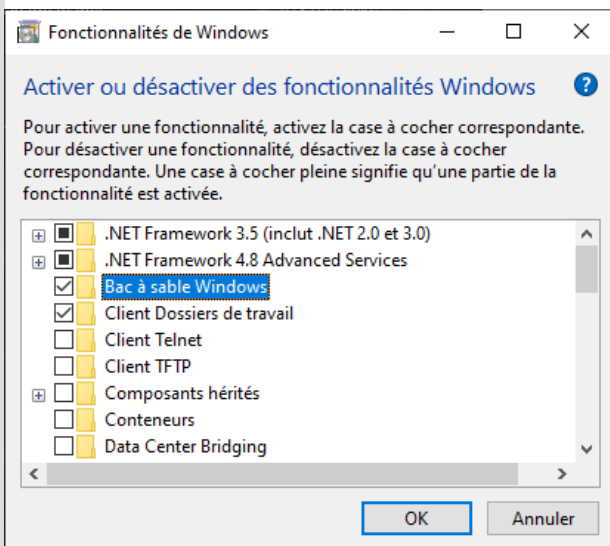 Fonctionnalités de Windows
Activer ou désactiver des fonctionnalités Windows
Pour activer une fonctionnalité, activez la case à cocher correspondante.
Pour désactiver une fonctionnalité, désactivez la case à cocher
correspondante. Une case à cocher pleine signifie qu'une partie de la
fonctionnalité est activée.
.NET Framework 3.5 (inclut .NET 2.0 et 3.0)
.NET Framework 4.8 Advanced Services
Bac à sable Windows
Client Dossiers de travail
Client Telnet
Client TFTP
Composants hérités
Conteneurs
Data Center Bridging
OK
Annuler